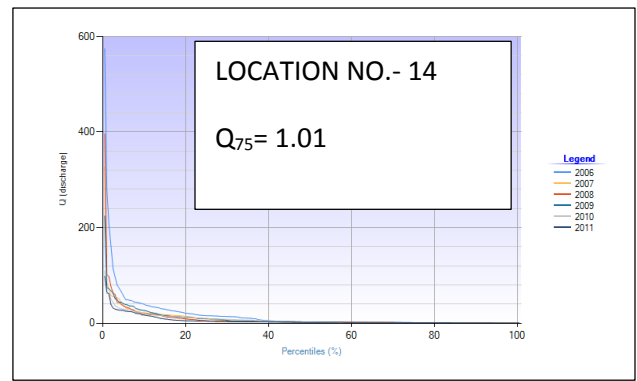 600
LOCATION NO.- 14
Q75= 1.01
400
200
0
Q (discharge)
0 20 40 60 80 100
Percentiles (%)
Legend
2006
2007
2008
2009
2010
2011